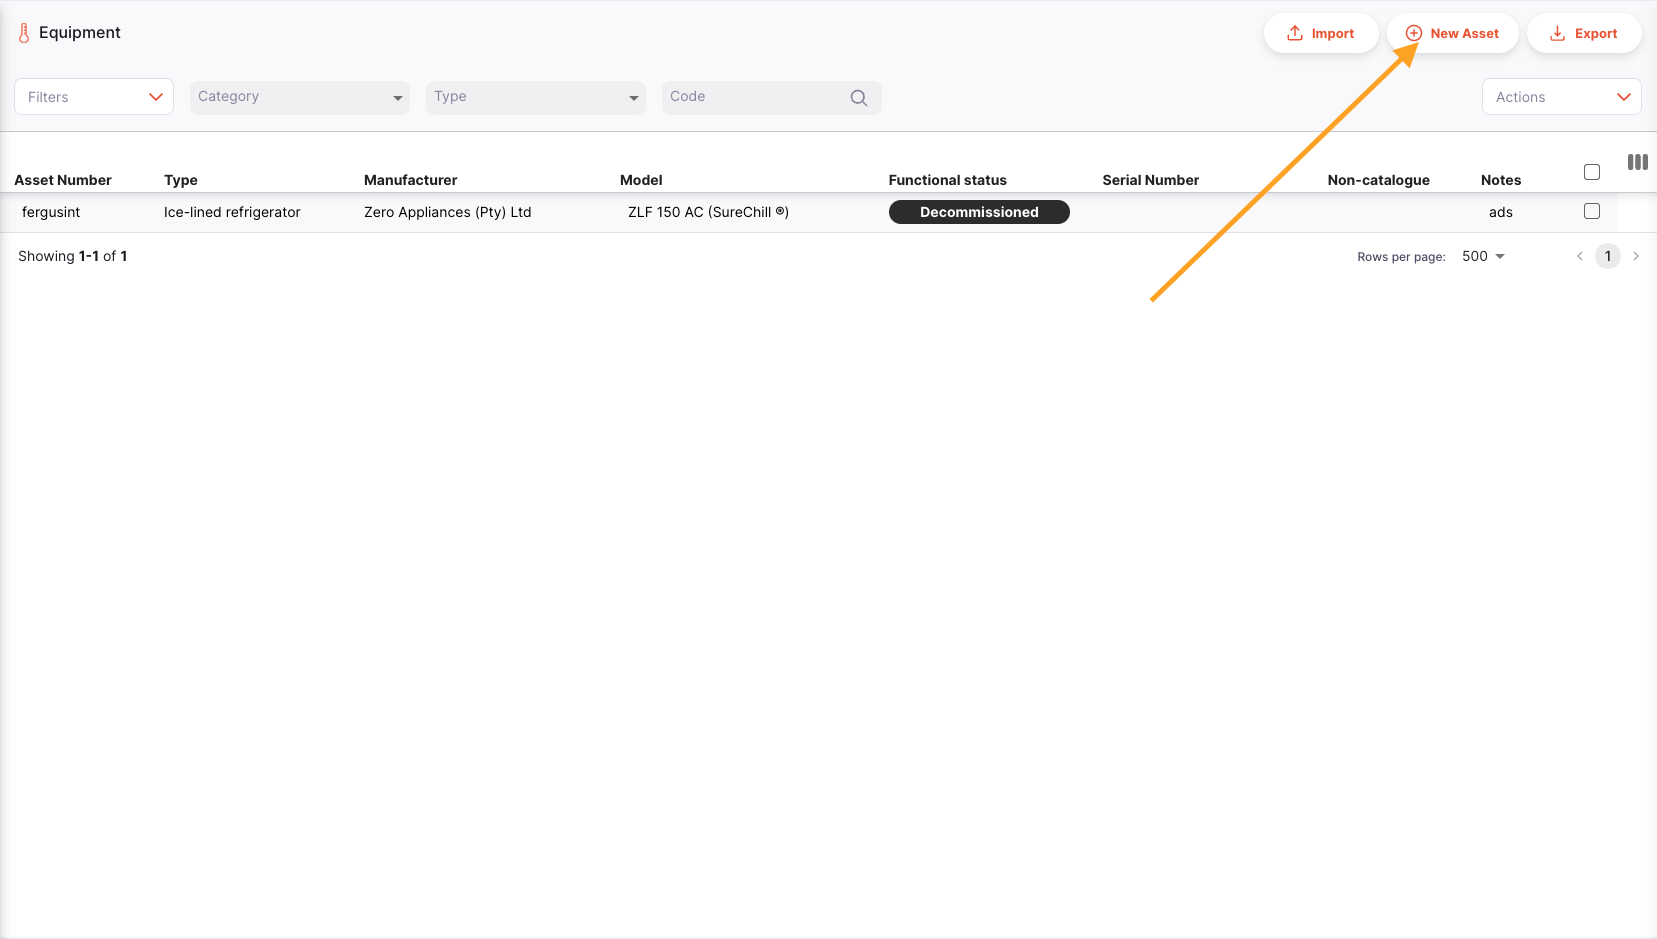 Equipment
Import
New Asset
Export
Filters
Category
Type
Code
Actions
Asset Number Type Manufacturer Model Functional status Serial Number Non-catalogue Notes
fergusint Ice-lined refrigerator Zero Appliances (Pty) Ltd ZLF 150 AC (SureChill ®) Decommissioned ads
Showing 1-1 of 1 Rows per page: 500 1